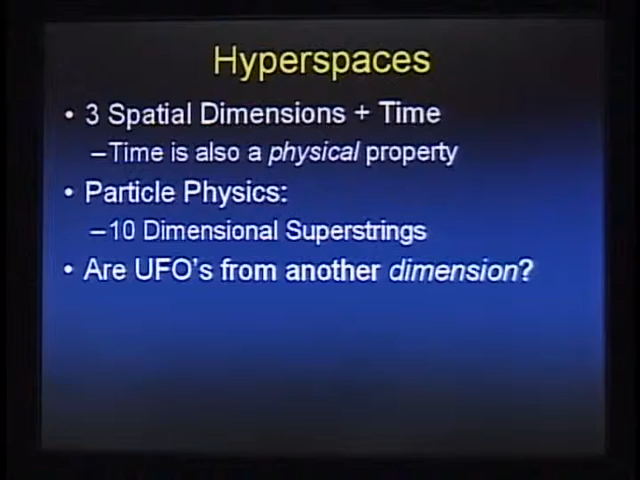 Hyperspaces
• 3 Spatial Dimensions + Time
–Time is also a physical property
• Particle Physics:
–10 Dimensional Superstrings
• Are UFO's from another dimension?